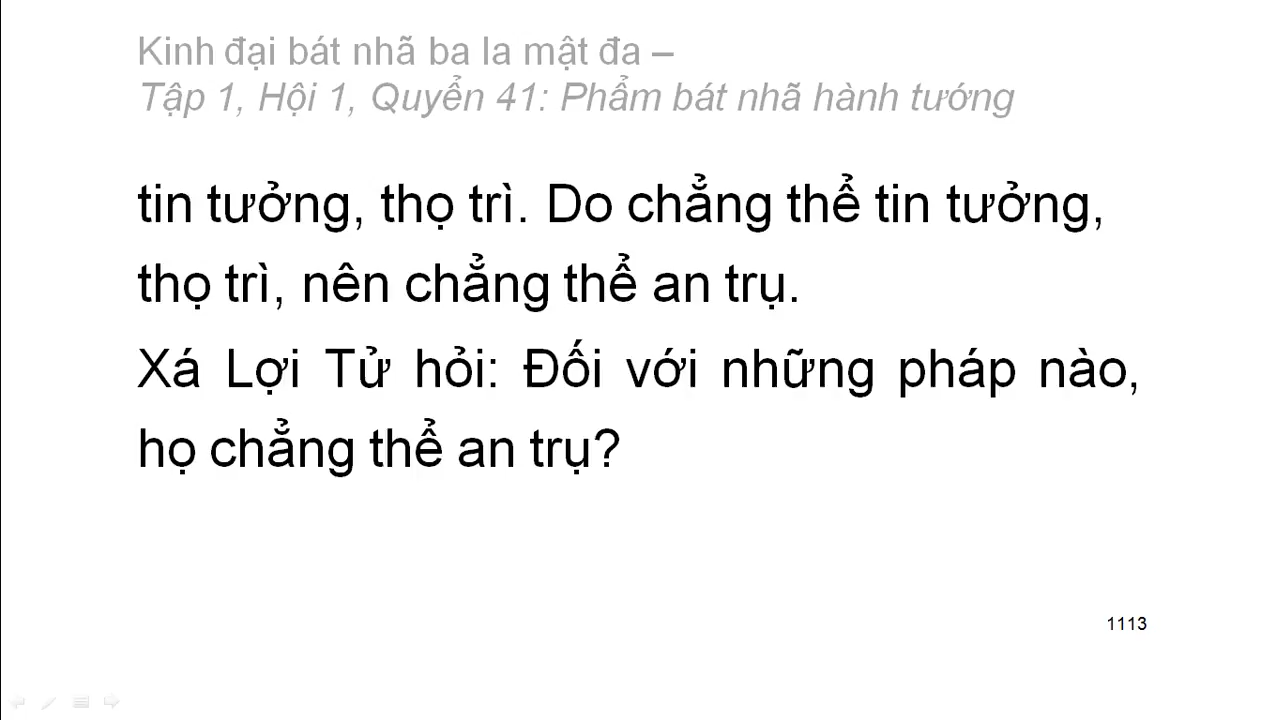 Kinh đại bát nhã ba la mật đa –
Tập 1, Hội 1, Quyển 41: Phẩm bát nhã hành tướng
tin tưởng, thọ trì. Do chẳng thể tin tưởng,
thọ trì, nên chẳng thể an trụ.
Xá Lợi Tử hỏi: Đối với những pháp nào,
họ chẳng thể an trụ?
1113